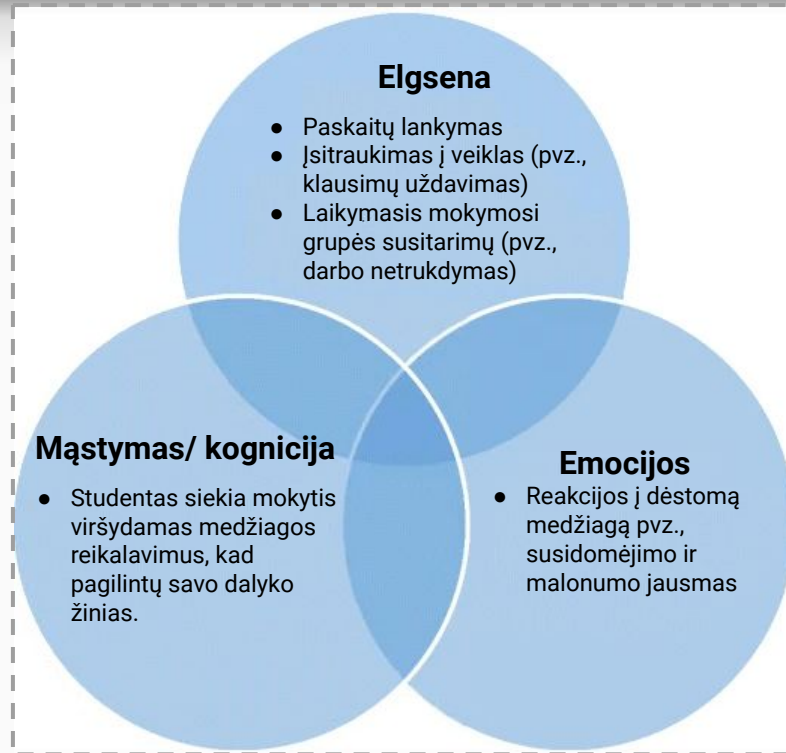 Elgsena
● Paskaitų lankymas
● Įsitraukimas į veiklas (pvz.,
klausimų uždavimas)
● Laikymasis mokymosi
grupės susitarimų (pvz.,
darbo netrukdymas)
Mąstymas/ kognicija
● Studentas siekia mokytis
viršydamas medžiagos
reikalavimus, kad
pagilintų savo dalyko
žinias.
Emocijos
● Reakcijos į dėstomą
medžiagą pvz.,
susidomėjimo ir
malonumo jausmas